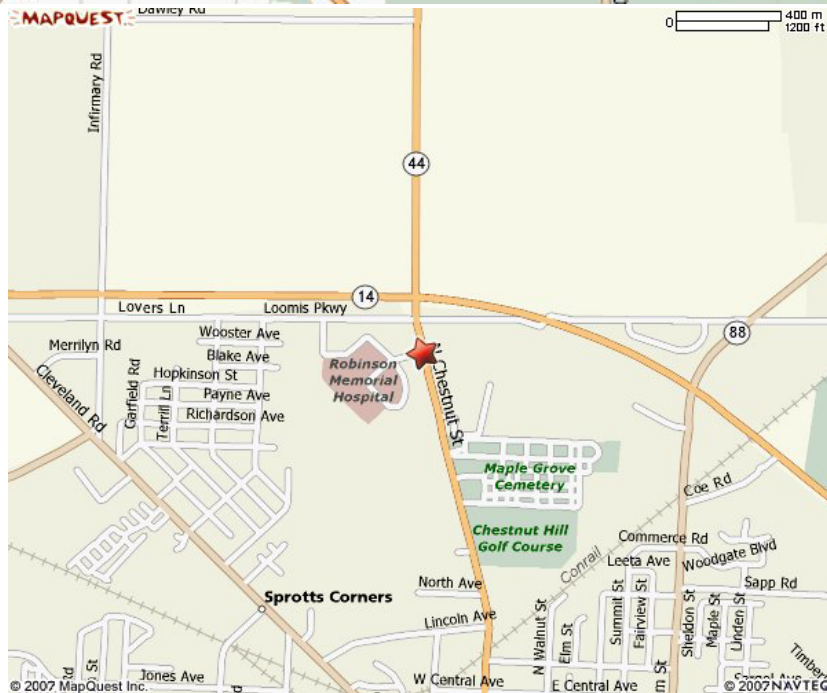 MAPQUEST
Dawley Rd
0
400 m
1200 ft
Infirmary Rd
44
14
Lovers Ln
Loomis Pkwy
88
Wooster Ave
Merrilyn Rd
Blake Ave
Hopkinson St
Robinson
Memorial
Hospital
N Chestnut St
Cleveland Rd
Garfield Rd
Terrill Ln
Payne Ave
Richardson Ave
Maple Grove
Cemetery
Coe Rd
Chestnut Hill
Golf Course
Commerce Rd
Conrail
Leeta Ave
Woodgate Blvd
North Ave
Sapp Rd
Sprotts Corners
Lincoln Ave
N Walnut St
Elm St
Summit St
Fairview St
Sheldon St
Maple St
Linden St
Jones Ave
W Central Ave
E Central Ave
© 2007 MapQuest Inc.
© 2007 NAVTEQ